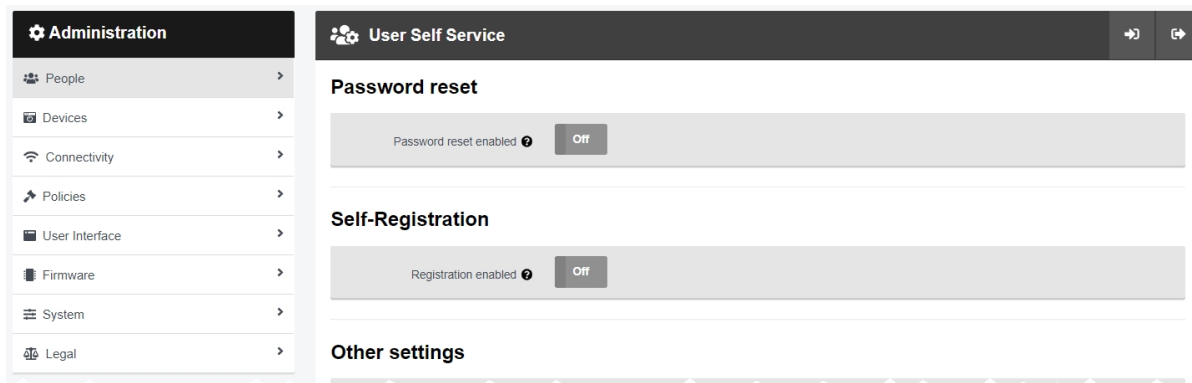 Administration
People
Devices
Connectivity
Policies
User Interface
Firmware
System
Legal
User Self Service
Password reset
Password reset enabled
Off
Self-Registration
Registration enabled
Off
Other settings